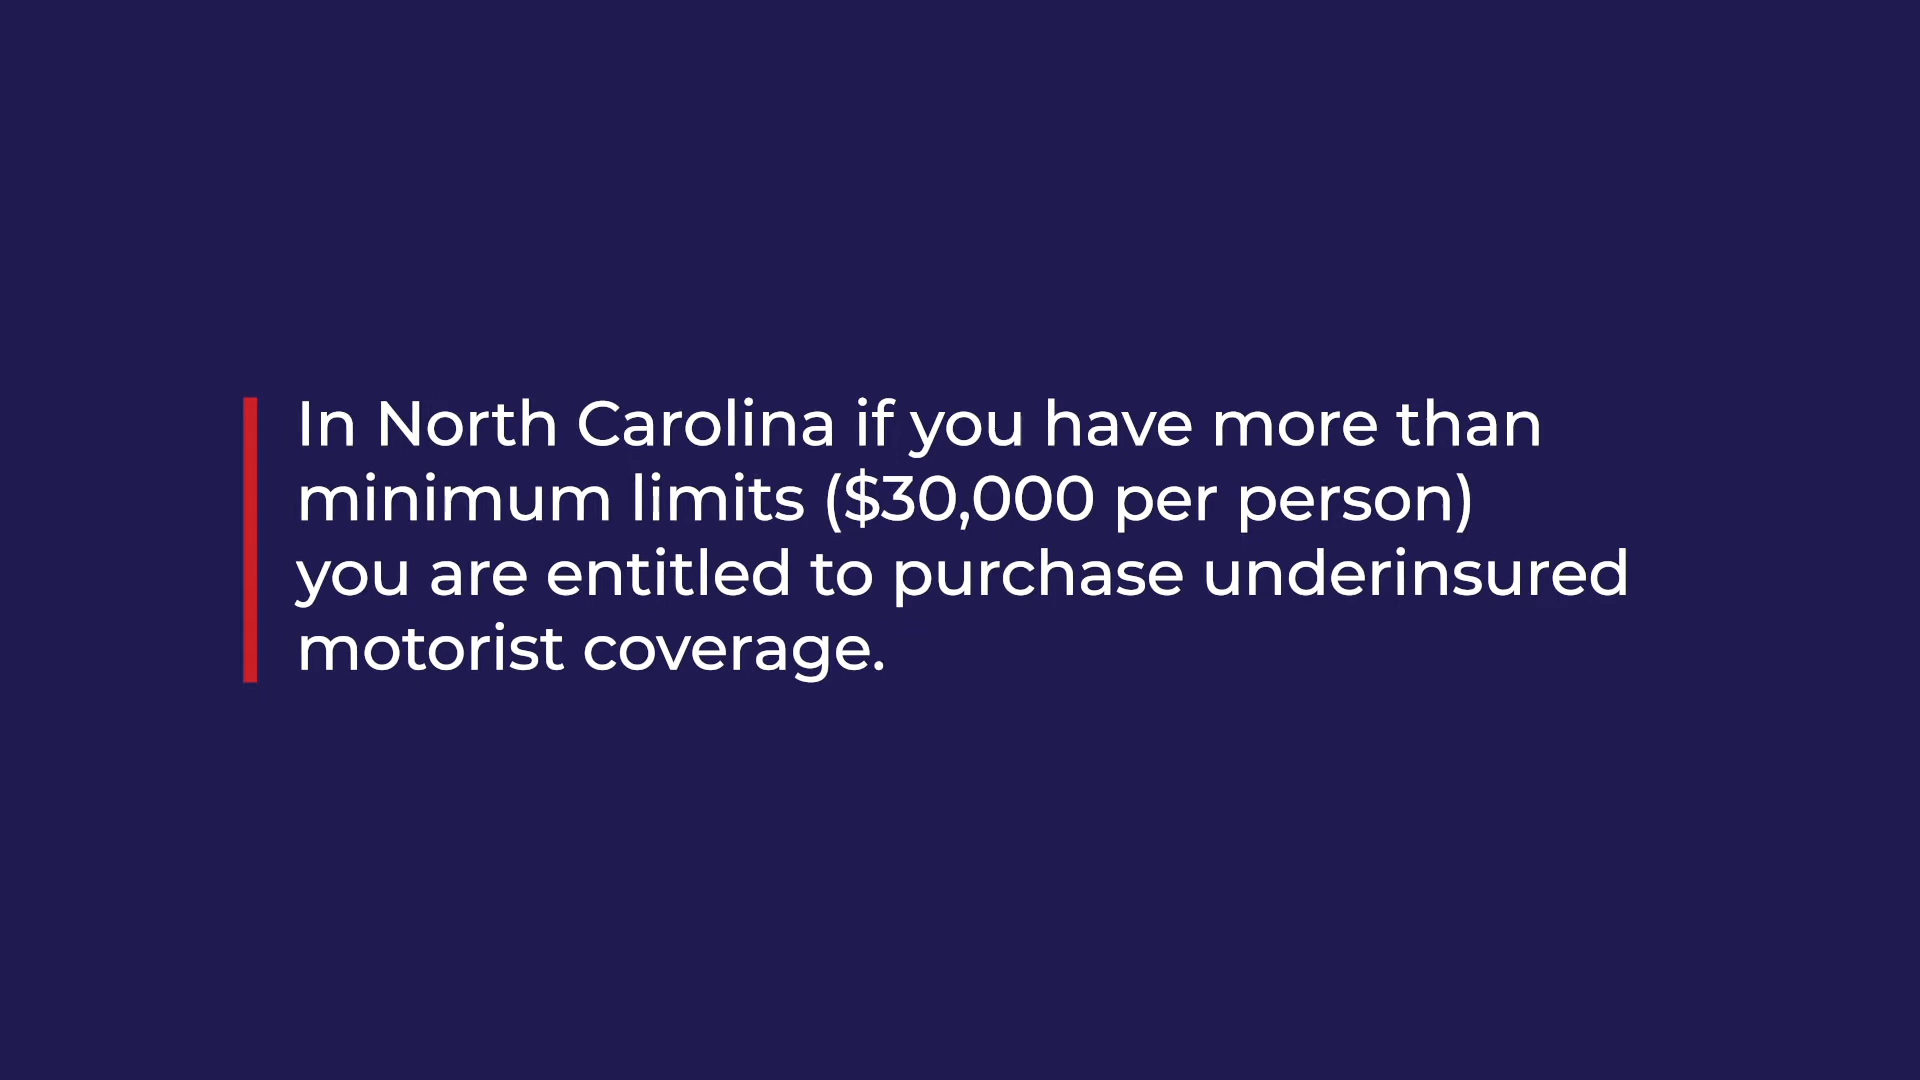 In North Carolina if you have more than
minimum limits ($30,000 per person)
you are entitled to purchase underinsured
motorist coverage.